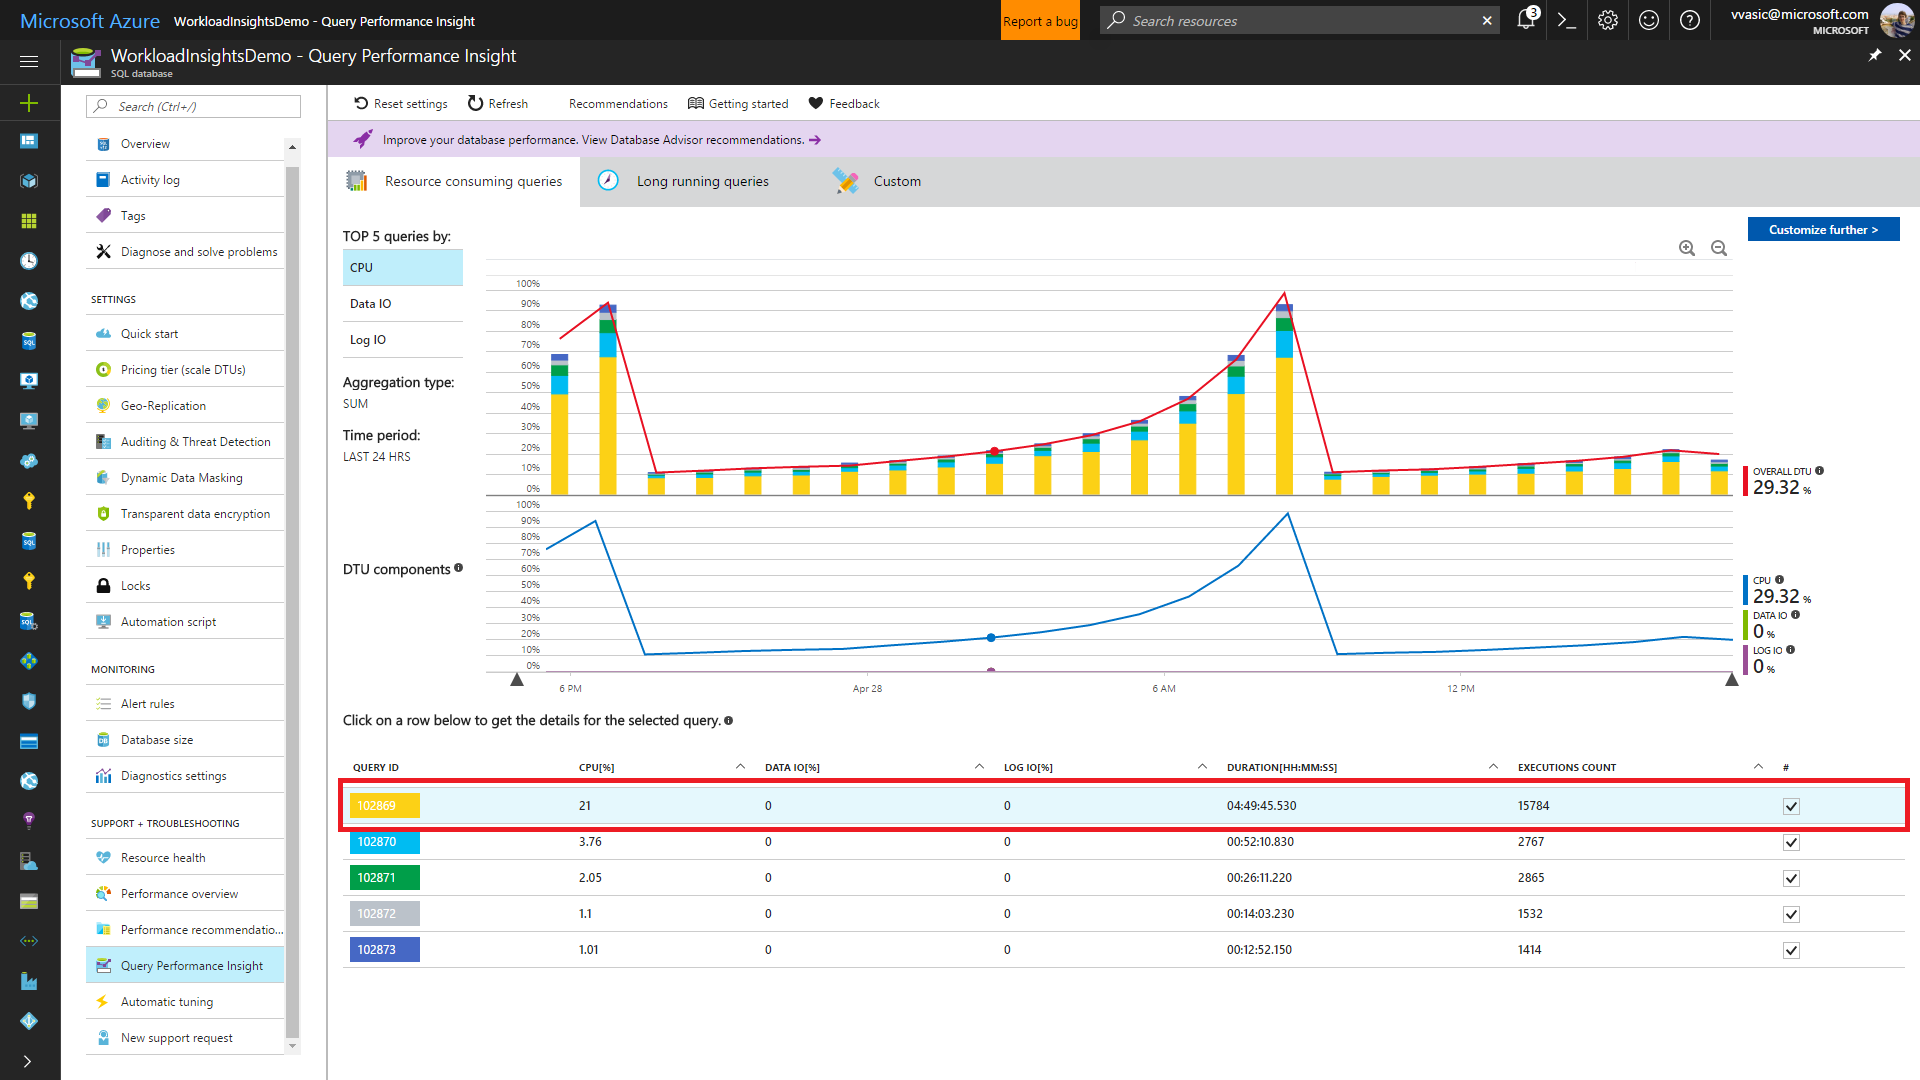 Microsoft Azure WorkloadInsightsDemo - Query Performance Insight
Report a bug
Search resources
3
vvasic@microsoft.com
MICROSOFT
WorkloadInsightsDemo - Query Performance Insight
SQL database
Search (Ctrl+/)
Overview
Activity log
Tags
Diagnose and solve problems
SETTINGS
Quick start
Pricing tier (scale DTUs)
Geo-Replication
Auditing & Threat Detection
Dynamic Data Masking
Transparent data encryption
Properties
Locks
Automation script
MONITORING
Alert rules
Database size
Diagnostics settings
SUPPORT + TROUBLESHOOTING
Resource health
Performance overview
Performance recommendatio...
Query Performance Insight
Automatic tuning
New support request
Reset settings Refresh Recommendations Getting started Feedback
Improve your database performance. View Database Advisor recommendations. →
Resource consuming queries Long running queries Custom
Customize further >
TOP 5 queries by:
CPU
Data IO
Log IO
Aggregation type:
SUM
Time period:
LAST 24 HRS
100%
90%
80%
70%
60%
50%
40%
30%
20%
10%
0%
OVERALL DTU
29.32 %
DTU components
100%
90%
80%
70%
60%
50%
40%
30%
20%
10%
0%
6 PM Apr 28 6 AM 12 PM
CPU
29.32 %
DATA IO
0 %
LOG IO
0 %
Click on a row below to get the details for the selected query.
QUERY ID CPU[%] DATA IO[%] LOG IO[%] DURATION[HH:MM:SS] EXECUTIONS COUNT #
102869 21 0 0 04:49:45.530 15784
102870 3.76 0 0 00:52:10.830 2767
102871 2.05 0 0 00:26:11.220 2865
102872 1.1 0 0 00:14:03.230 1532
102873 1.01 0 0 00:12:52.150 1414